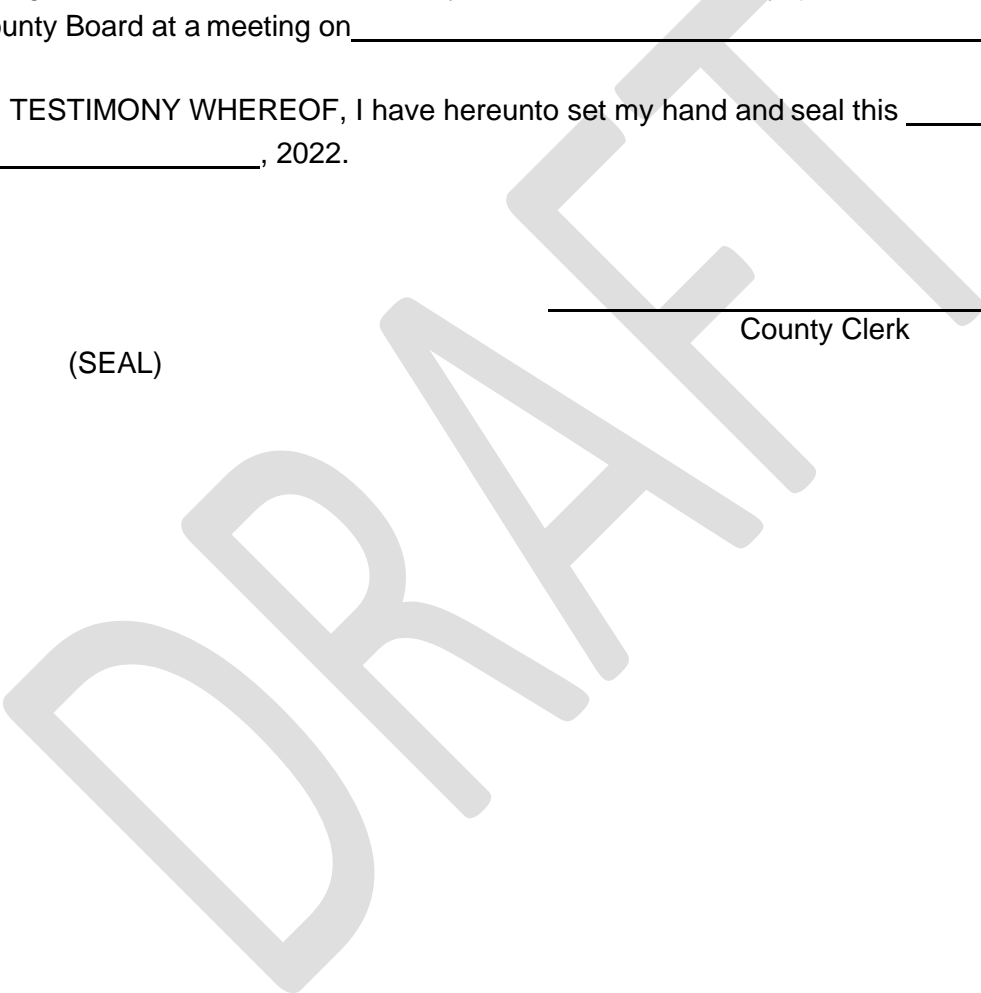 ounty Board at a meeting on
TESTIMONY WHEREOF, I have hereunto set my hand and seal this
, 2022.
County Clerk
(SEAL)
DRAFT